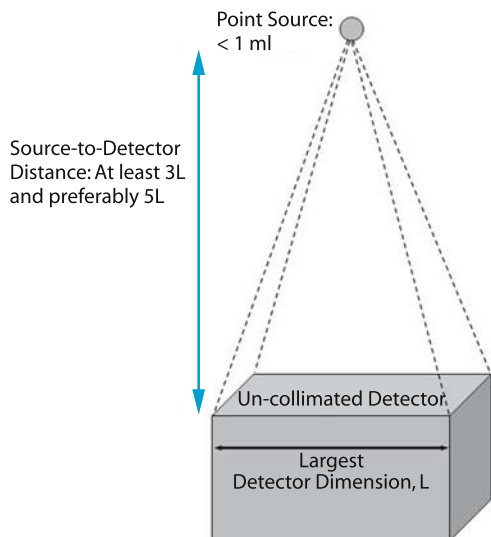 Point Source:
< 1 ml
Source-to-Detector
Distance: At least 3L
and preferably 5L
Un-collimated Detector
Largest
Detector Dimension, L